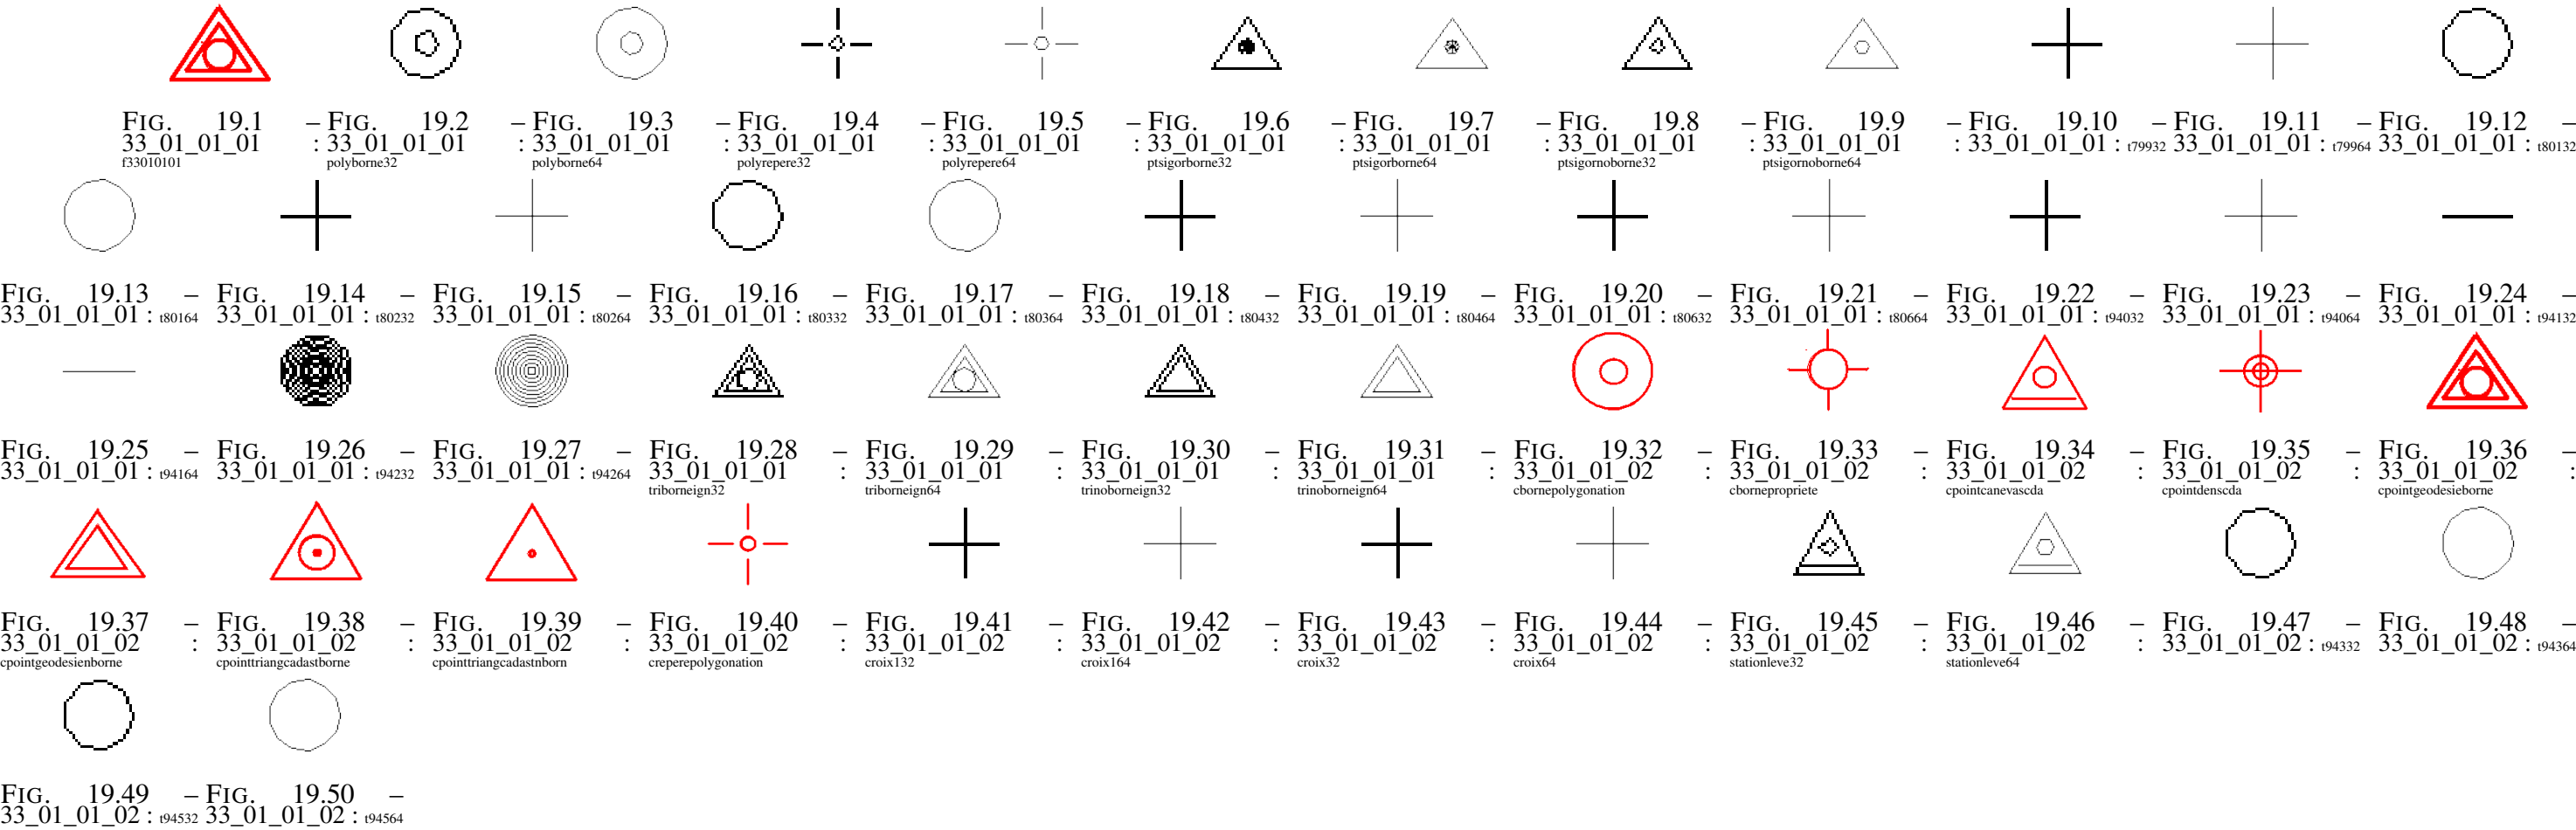 FIG. 19.1 – FIG. 19.2 – FIG. 19.3 – FIG. 19.4 – FIG. 19.5 – FIG. 19.6 – FIG. 19.7 – FIG. 19.8 – FIG. 19.9 – FIG. 19.10 – FIG. 19.11 – FIG. 19.12 –
33_01_01_01 : 33_01_01_01 : 33_01_01_01 : 33_01_01_01 : 33_01_01_01 : 33_01_01_01 : 33_01_01_01 : 33_01_01_01 : 33_01_01_01 : 33_01_01_01 : t79932 33_01_01_01 : t79964 33_01_01_01 : t80132
f33010101 polyborne32 polyborne64 polyrepere32 polyrepere64 ptsigorborne32 ptsigorborne64 ptsigornoborne32 ptsigornoborne64
FIG. 19.13 – FIG. 19.14 – FIG. 19.15 – FIG. 19.16 – FIG. 19.17 – FIG. 19.18 – FIG. 19.19 – FIG. 19.20 – FIG. 19.21 – FIG. 19.22 – FIG. 19.23 – FIG. 19.24 –
33_01_01_01 : t80164 33_01_01_01 : t80232 33_01_01_01 : t80264 33_01_01_01 : t80332 33_01_01_01 : t80364 33_01_01_01 : t80432 33_01_01_01 : t80464 33_01_01_01 : t80632 33_01_01_01 : t80664 33_01_01_01 : t94032 33_01_01_01 : t94064 33_01_01_01 : t94132
FIG. 19.25 – FIG. 19.26 – FIG. 19.27 – FIG. 19.28 – FIG. 19.29 – FIG. 19.30 – FIG. 19.31 – FIG. 19.32 – FIG. 19.33 – FIG. 19.34 – FIG. 19.35 – FIG. 19.36 –
33_01_01_01 : t94164 33_01_01_01 : t94232 33_01_01_01 : t94264 33_01_01_01 : 33_01_01_01 : 33_01_01_01 : 33_01_01_01 : 33_01_01_02 : 33_01_01_02 : 33_01_01_02 : 33_01_01_02 : 33_01_01_02 :
triborneign32 triborneign64 trinoborneign32 trinoborneign64 cbornepolygonation cbornepropriete cpointcanevascda cpointdenscda cpointgeodesieborne
FIG. 19.37 – FIG. 19.38 – FIG. 19.39 – FIG. 19.40 – FIG. 19.41 – FIG. 19.42 – FIG. 19.43 – FIG. 19.44 – FIG. 19.45 – FIG. 19.46 – FIG. 19.47 – FIG. 19.48 –
33_01_01_02 : 33_01_01_02 : 33_01_01_02 : 33_01_01_02 : 33_01_01_02 : 33_01_01_02 : 33_01_01_02 : 33_01_01_02 : 33_01_01_02 : 33_01_01_02 : 33_01_01_02 : t94332 33_01_01_02 : t94364
cpointgeodesienborne cpointtriangcadastborne cpointtriangcadastnborn creperepolygonation croix132 croix164 croix32 croix64 stationleve32 stationleve64
FIG. 19.49 – FIG. 19.50 –
33_01_01_02 : t94532 33_01_01_02 : t94564